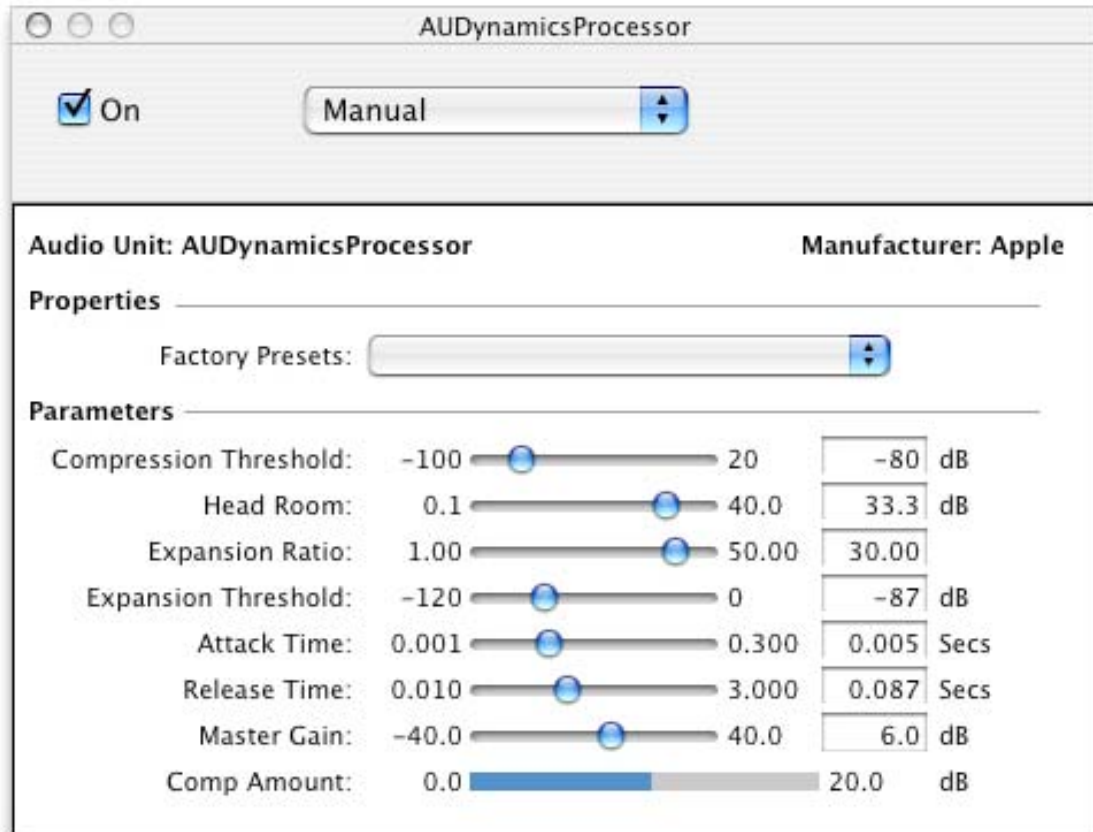 AUDynamicsProcessor
On Manual
Audio Unit: AUDynamicsProcessor Manufacturer: Apple
Properties
Factory Presets:
Parameters
Compression Threshold: -100 20 -80 dB
Head Room: 0.1 40.0 33.3 dB
Expansion Ratio: 1.00 50.00 30.00
Expansion Threshold: -120 0 -87 dB
Attack Time: 0.001 0.300 0.005 Secs
Release Time: 0.010 3.000 0.087 Secs
Master Gain: -40.0 40.0 6.0 dB
Comp Amount: 0.0 20.0 dB